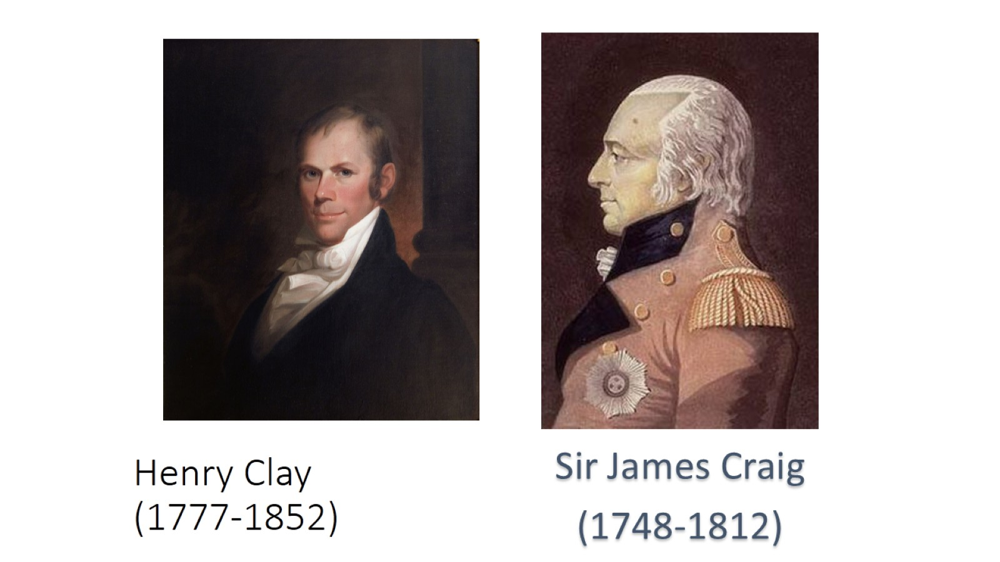 Henry Clay
(1777-1852)
Sir James Craig
(1748-1812)